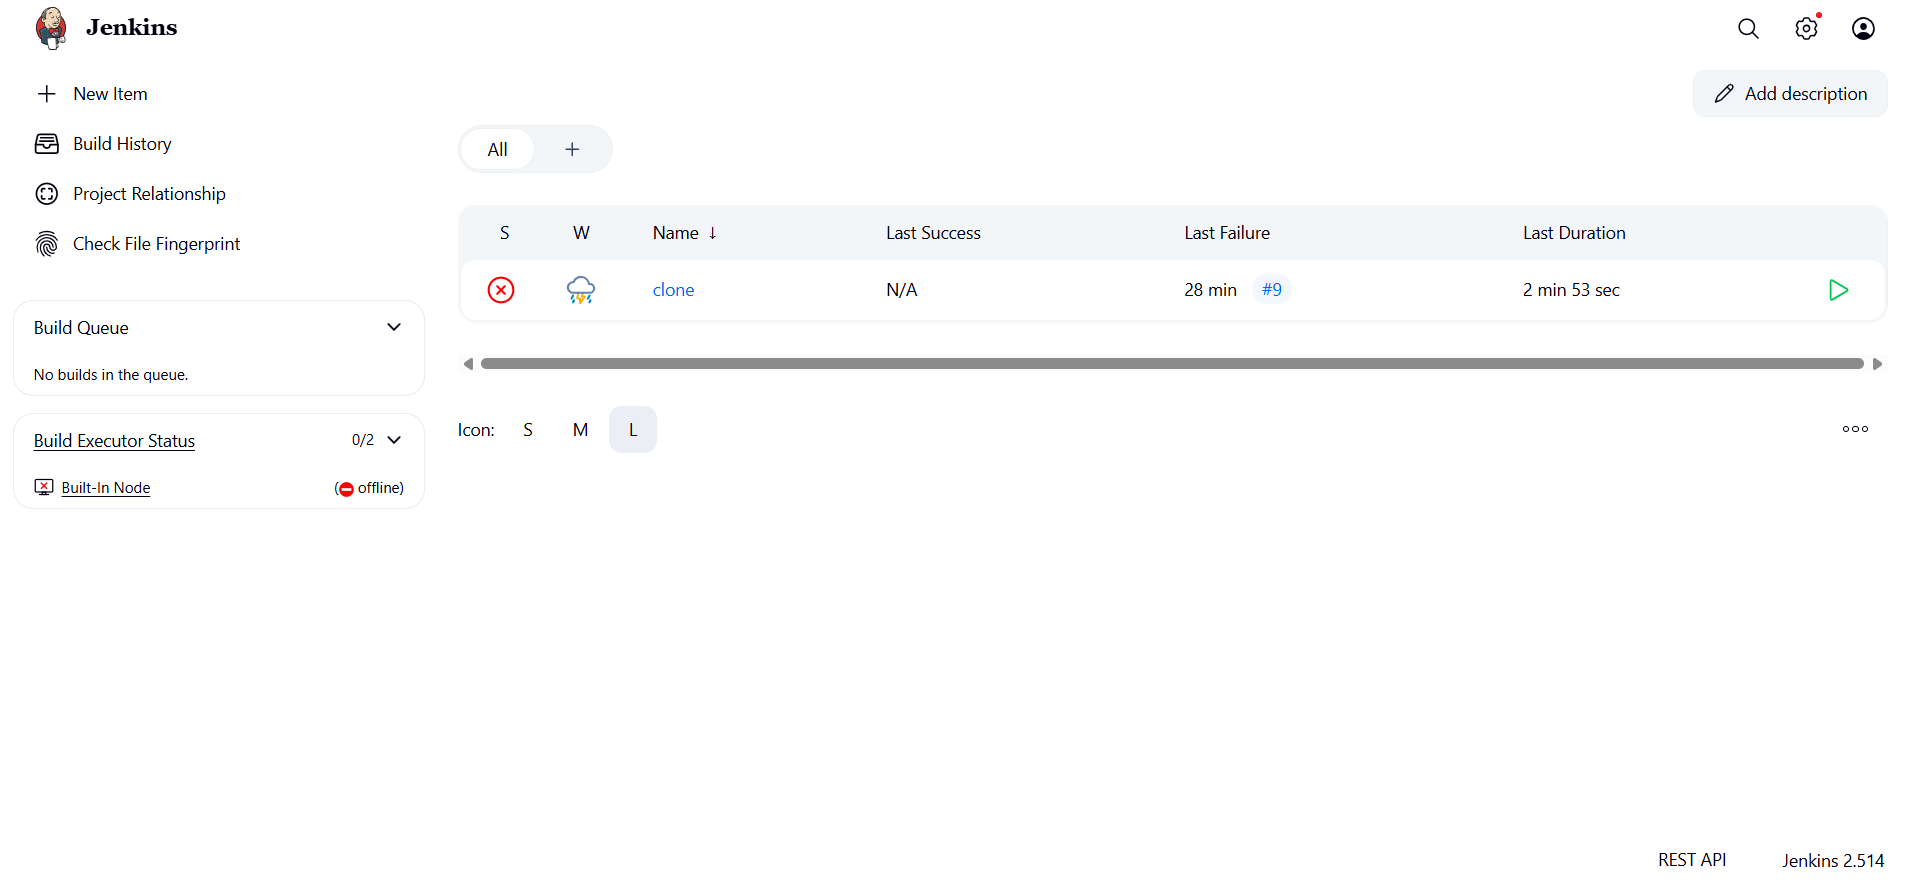 Jenkins
New Item
Build History
Project Relationship
Check File Fingerprint
Build Queue
No builds in the queue.
Build Executor Status 0/2
Built-In Node (offline)
Add description
All +
S W Name ↓ Last Success Last Failure Last Duration
clone N/A 28 min #9 2 min 53 sec
Icon: S M L
REST API Jenkins 2.514